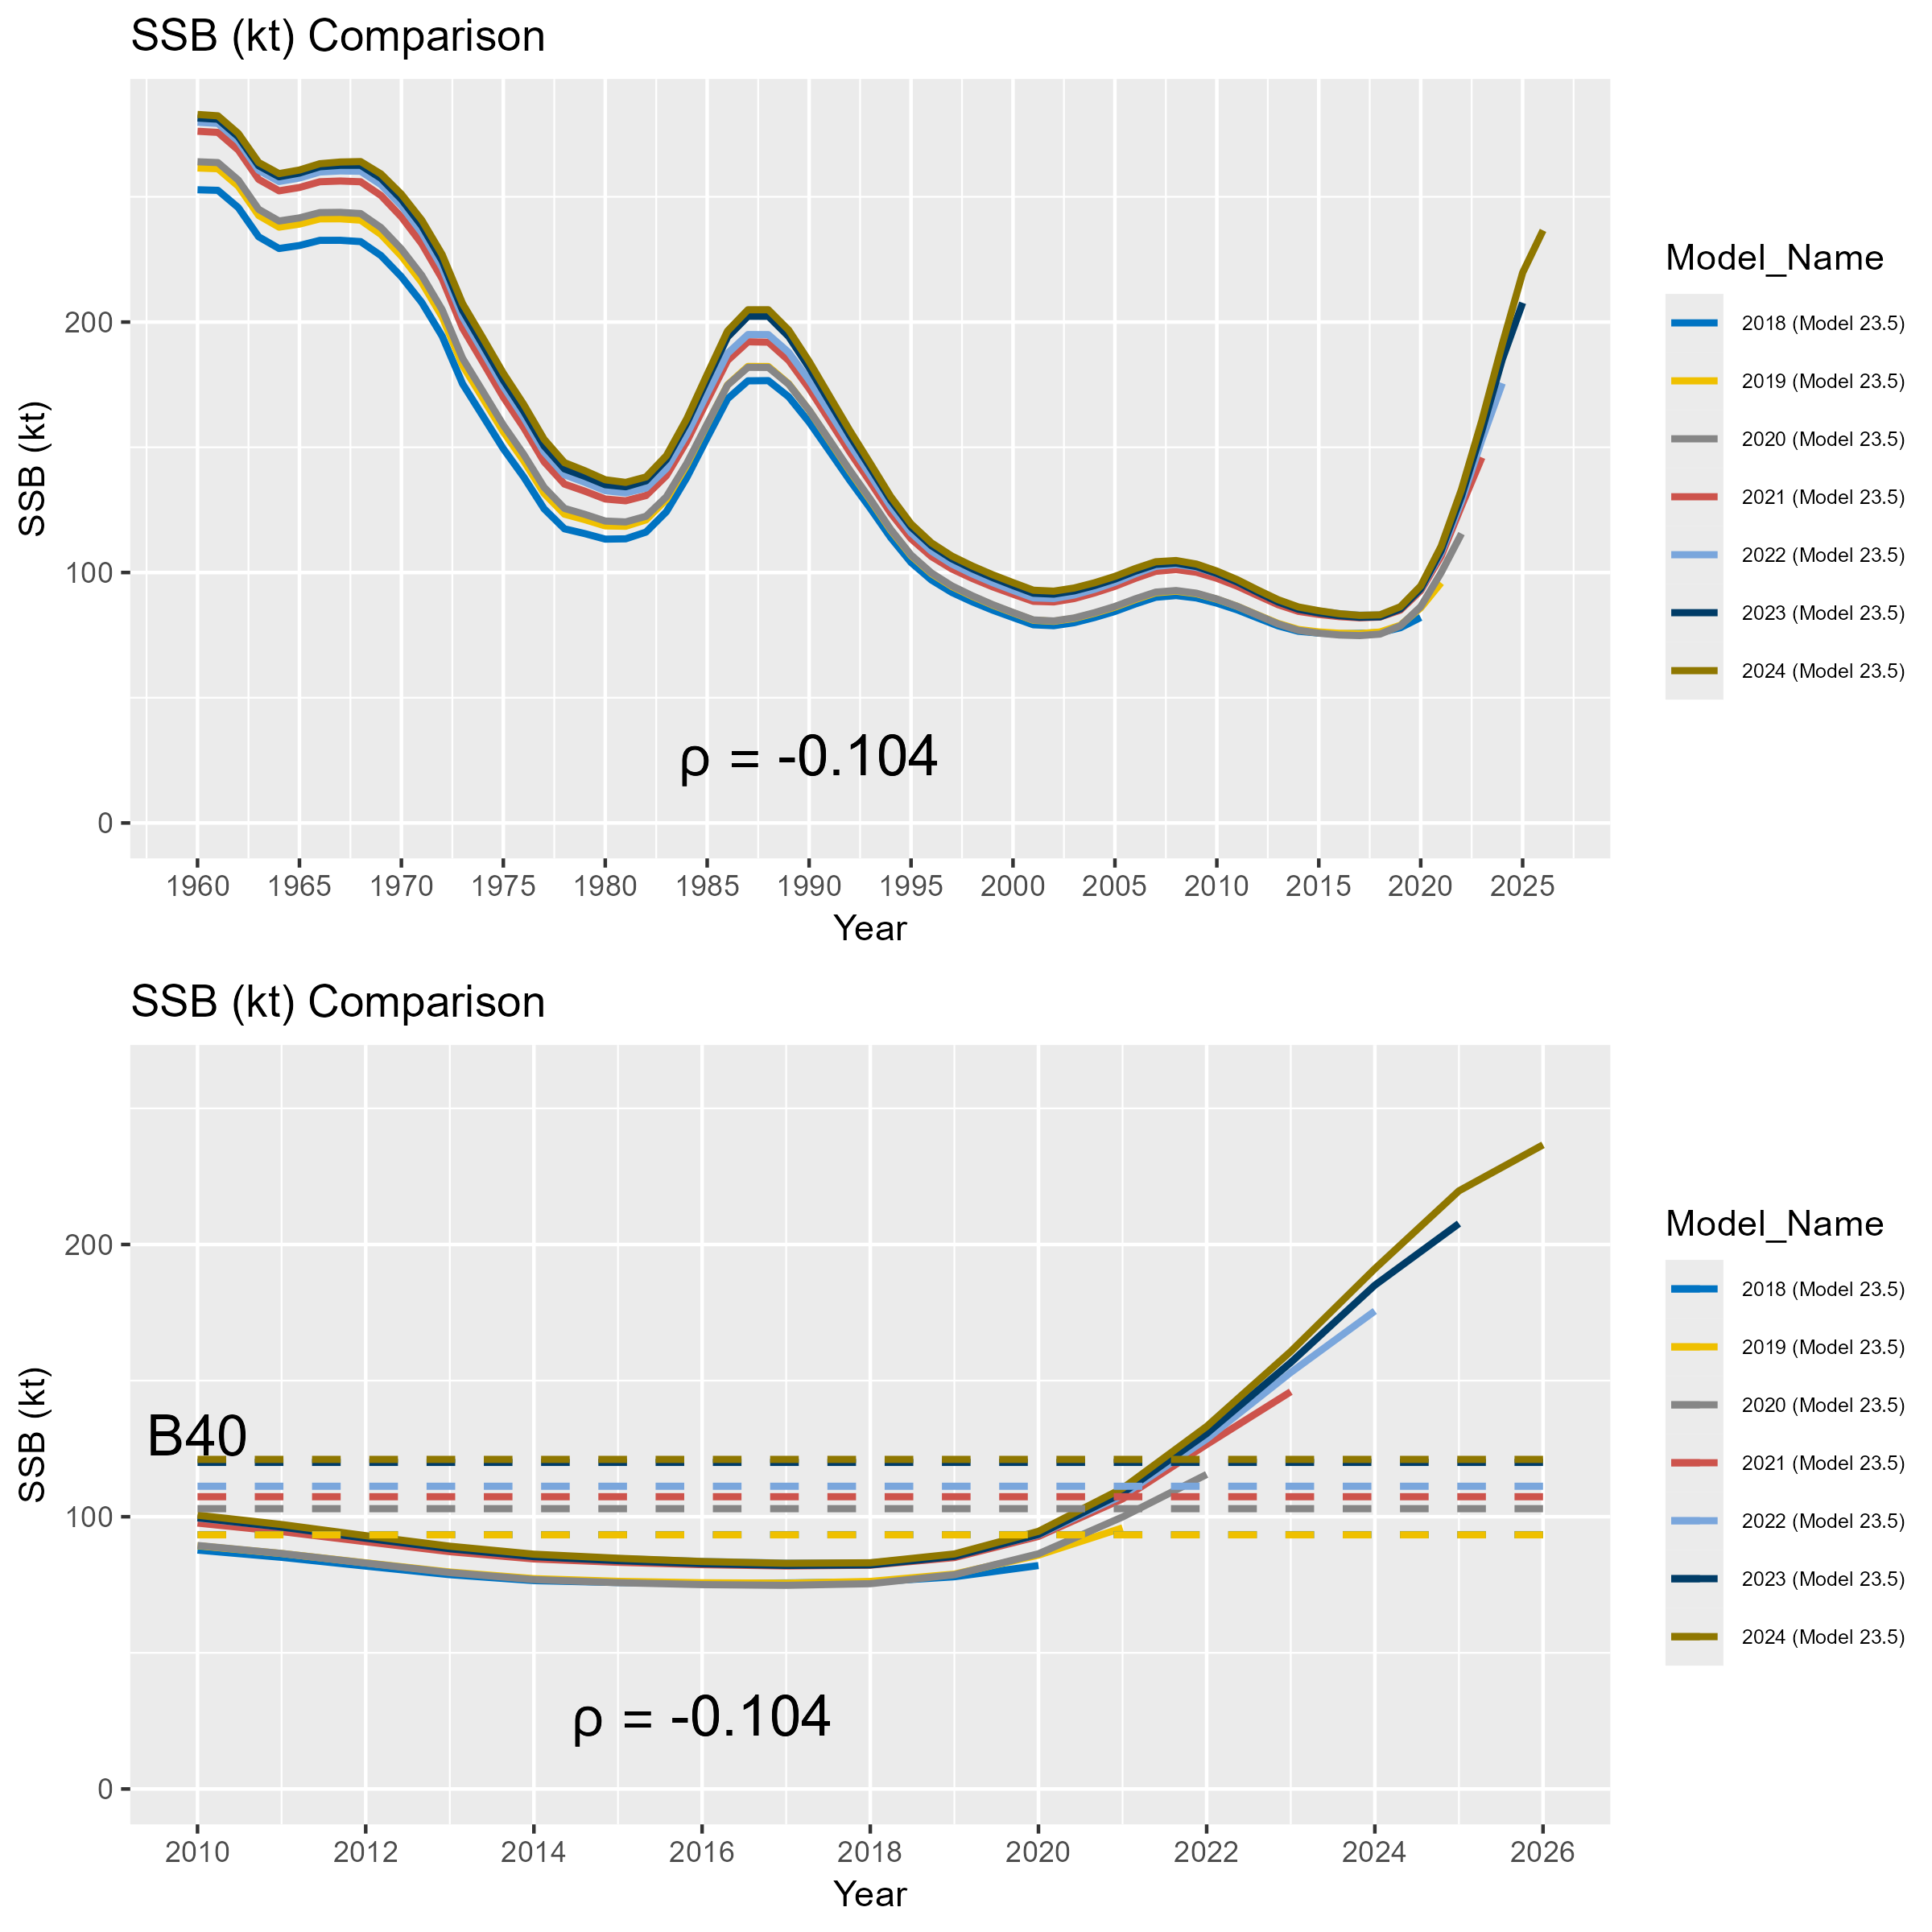 SSB (kt) Comparison
SSB (kt)
200
100
0
ρ = -0.104
1960 1965 1970 1975 1980 1985 1990 1995 2000 2005 2010 2015 2020 2025
Year
Model_Name
2018 (Model 23.5)
2019 (Model 23.5)
2020 (Model 23.5)
2021 (Model 23.5)
2022 (Model 23.5)
2023 (Model 23.5)
2024 (Model 23.5)
SSB (kt) Comparison
SSB (kt)
200
100
0
B40
ρ = -0.104
2010 2012 2014 2016 2018 2020 2022 2024 2026
Year
Model_Name
2018 (Model 23.5)
2019 (Model 23.5)
2020 (Model 23.5)
2021 (Model 23.5)
2022 (Model 23.5)
2023 (Model 23.5)
2024 (Model 23.5)